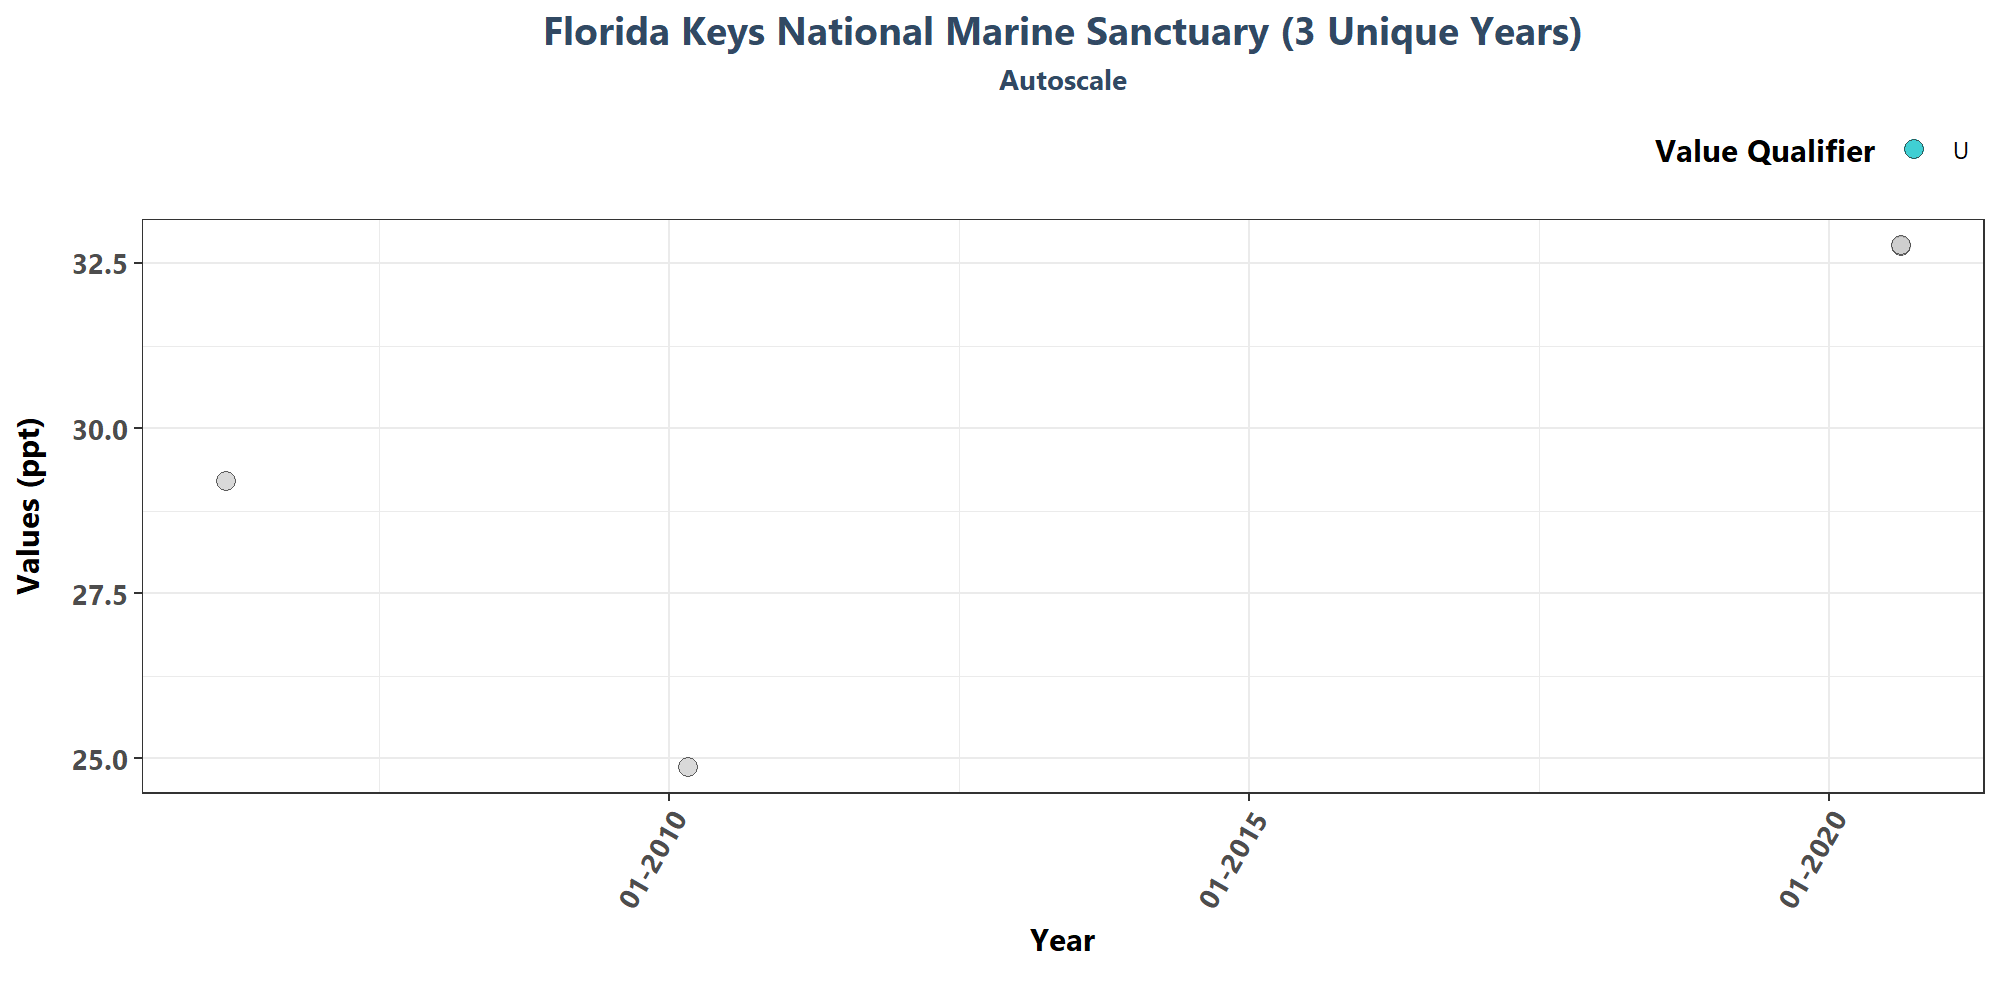 Florida Keys National Marine Sanctuary (3 Unique Years)
Autoscale
Value Qualifier U
32.5
30.0
27.5
25.0
Values (ppt)
01-2010
01-2015
01-2020
Year